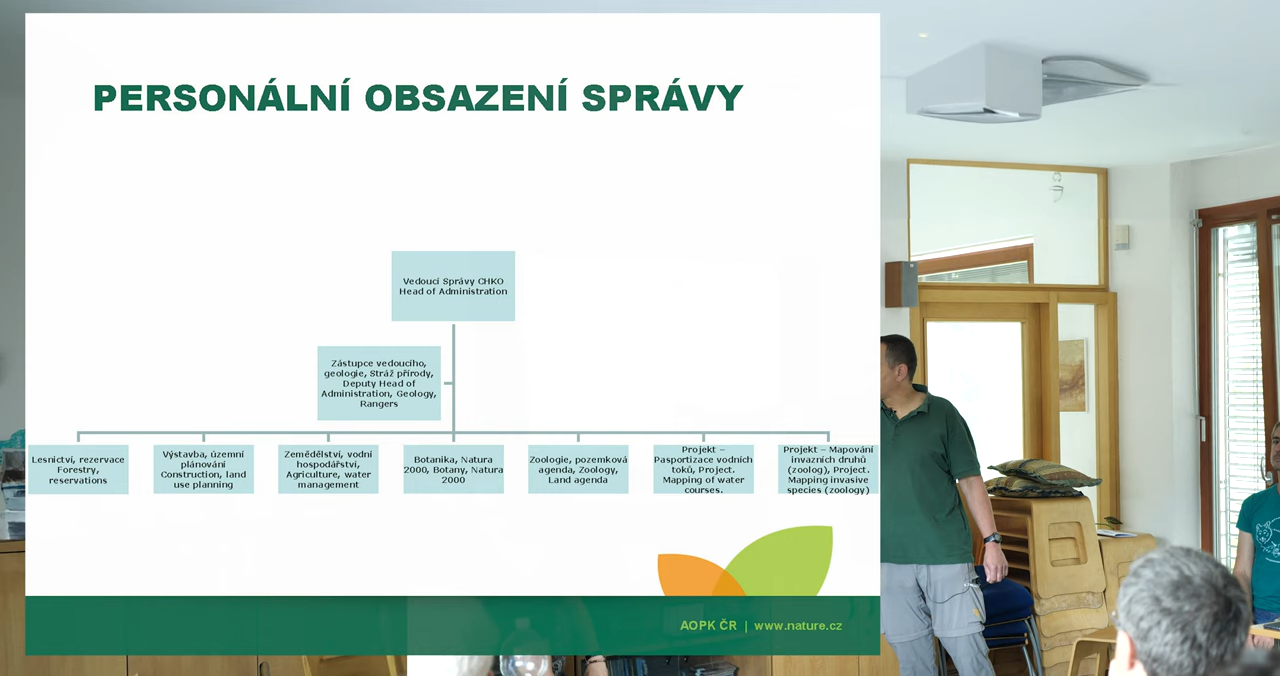 PERSONÁLNÍ OBSAZENÍ SPRÁVY
Vedoucí Správy CHKO
Head of Administration
Zástupce vedoucího,
geologie, Stráž přírody,
Deputy Head of
Administration, Geology,
Rangers
Lesnictví, rezervace
Forestry,
reservations
Výstavba, územní
plánování
Construction, land
use planning
Zemědělství, vodní
hospodářství,
Agriculture, water
management
Botanika, Natura
2000, Botany, Natura
2000
Zoologie, pozemková
agenda, Zoology,
Land agenda
Projekt –
Pasportizace vodních
toků, Project.
Mapping of water
courses.
Projekt – Mapování
invazních druhů
(zoolog), Project.
Mapping invasive
species (zoology)
AOPK ČR | www.nature.cz